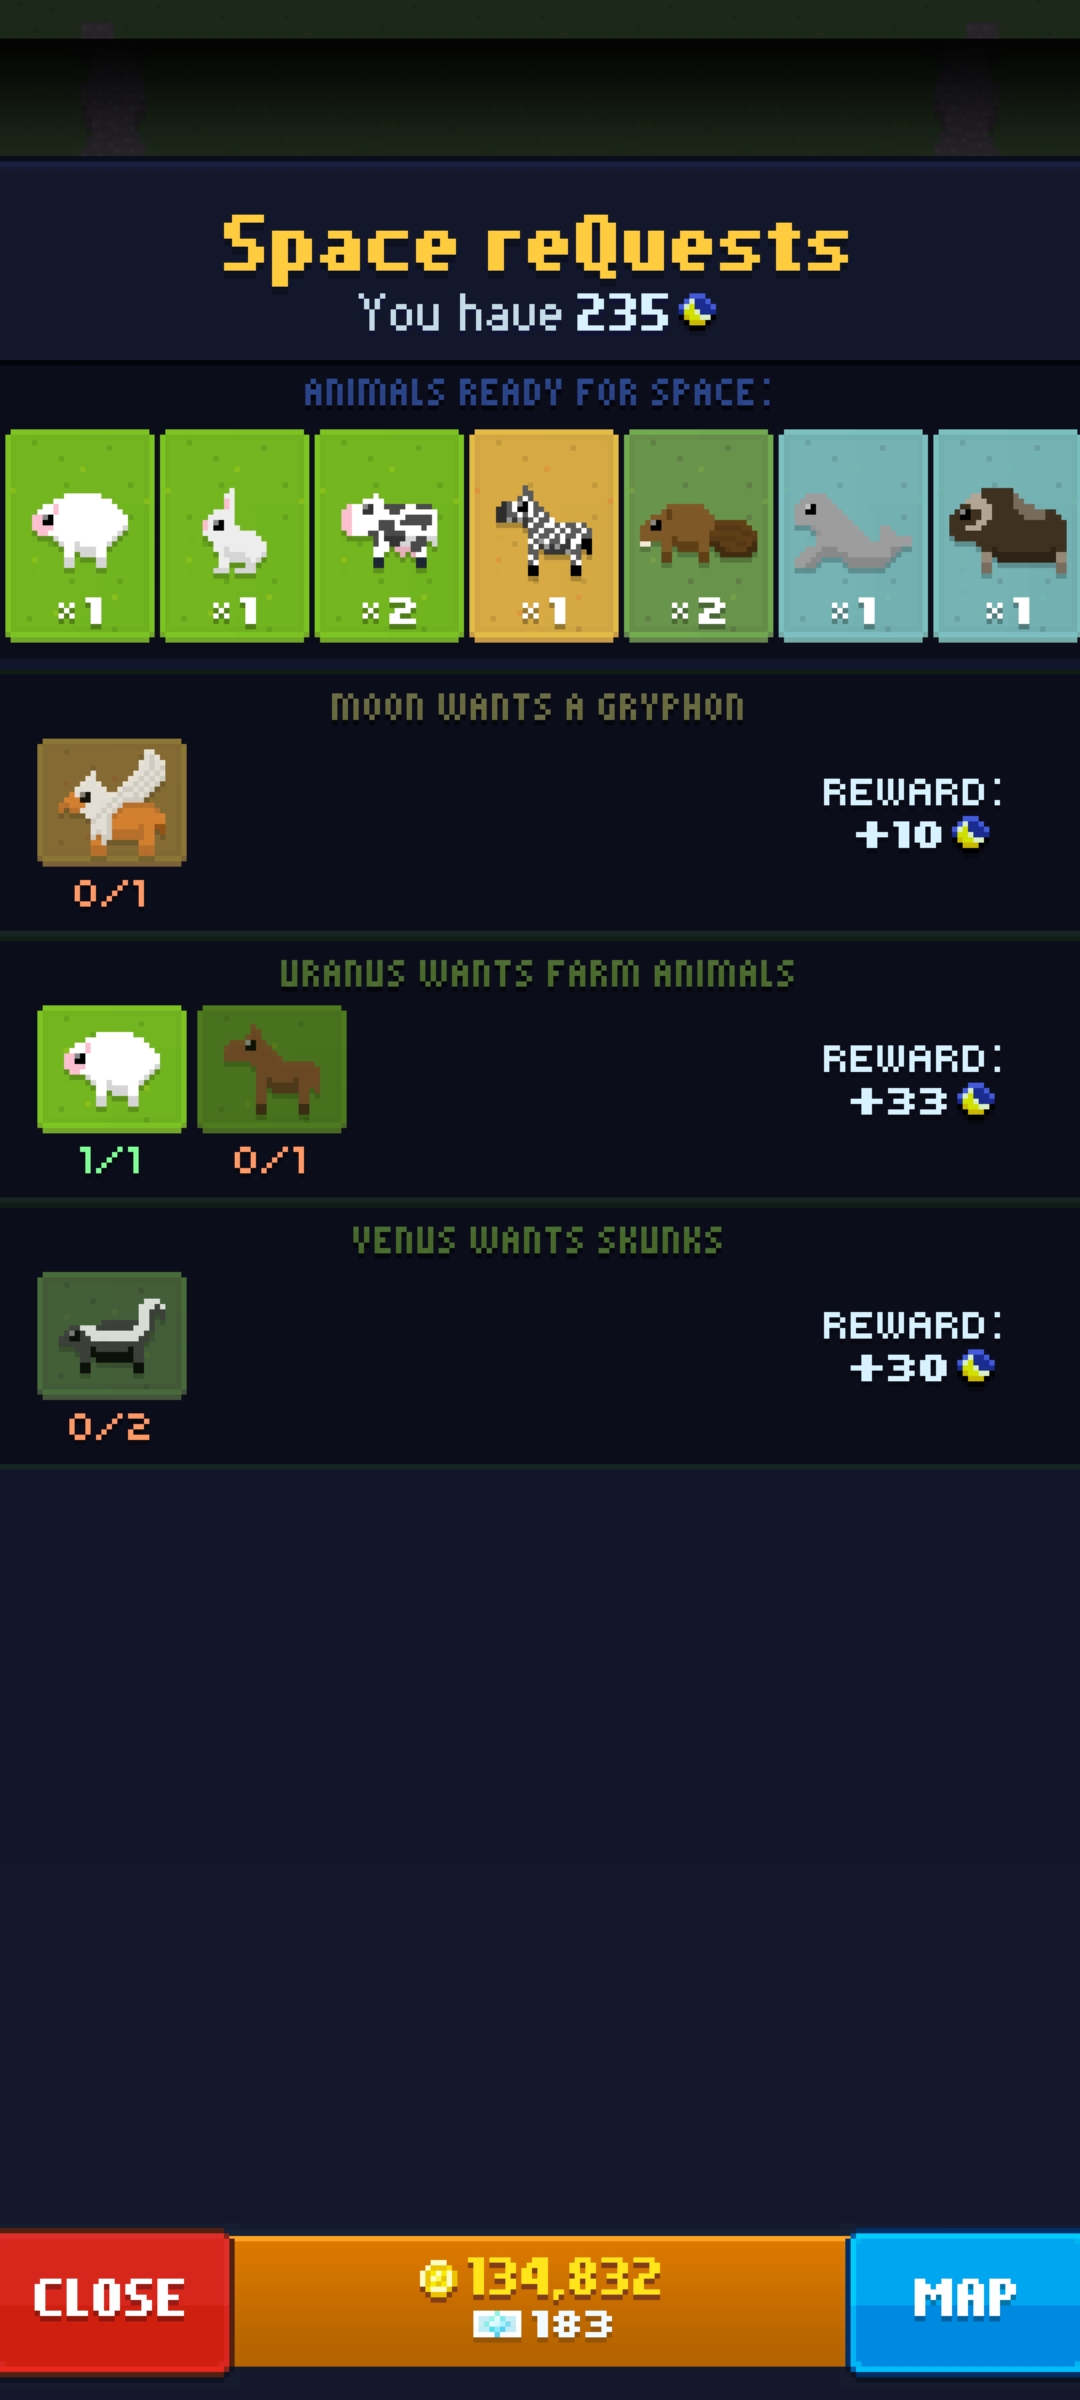 Space reQuests
You have 235
ANIMALS READY FOR SPACE:
×1 ×1 ×2 ×1 ×2 ×1 ×1
MOON WANTS A GRYPHON
REWARD:
+10
0/1
URANUS WANTS FARM ANIMALS
REWARD:
+33
1/1 0/1
VENUS WANTS SKUNKS
REWARD:
+30
0/2
CLOSE
134,832
183
MAP